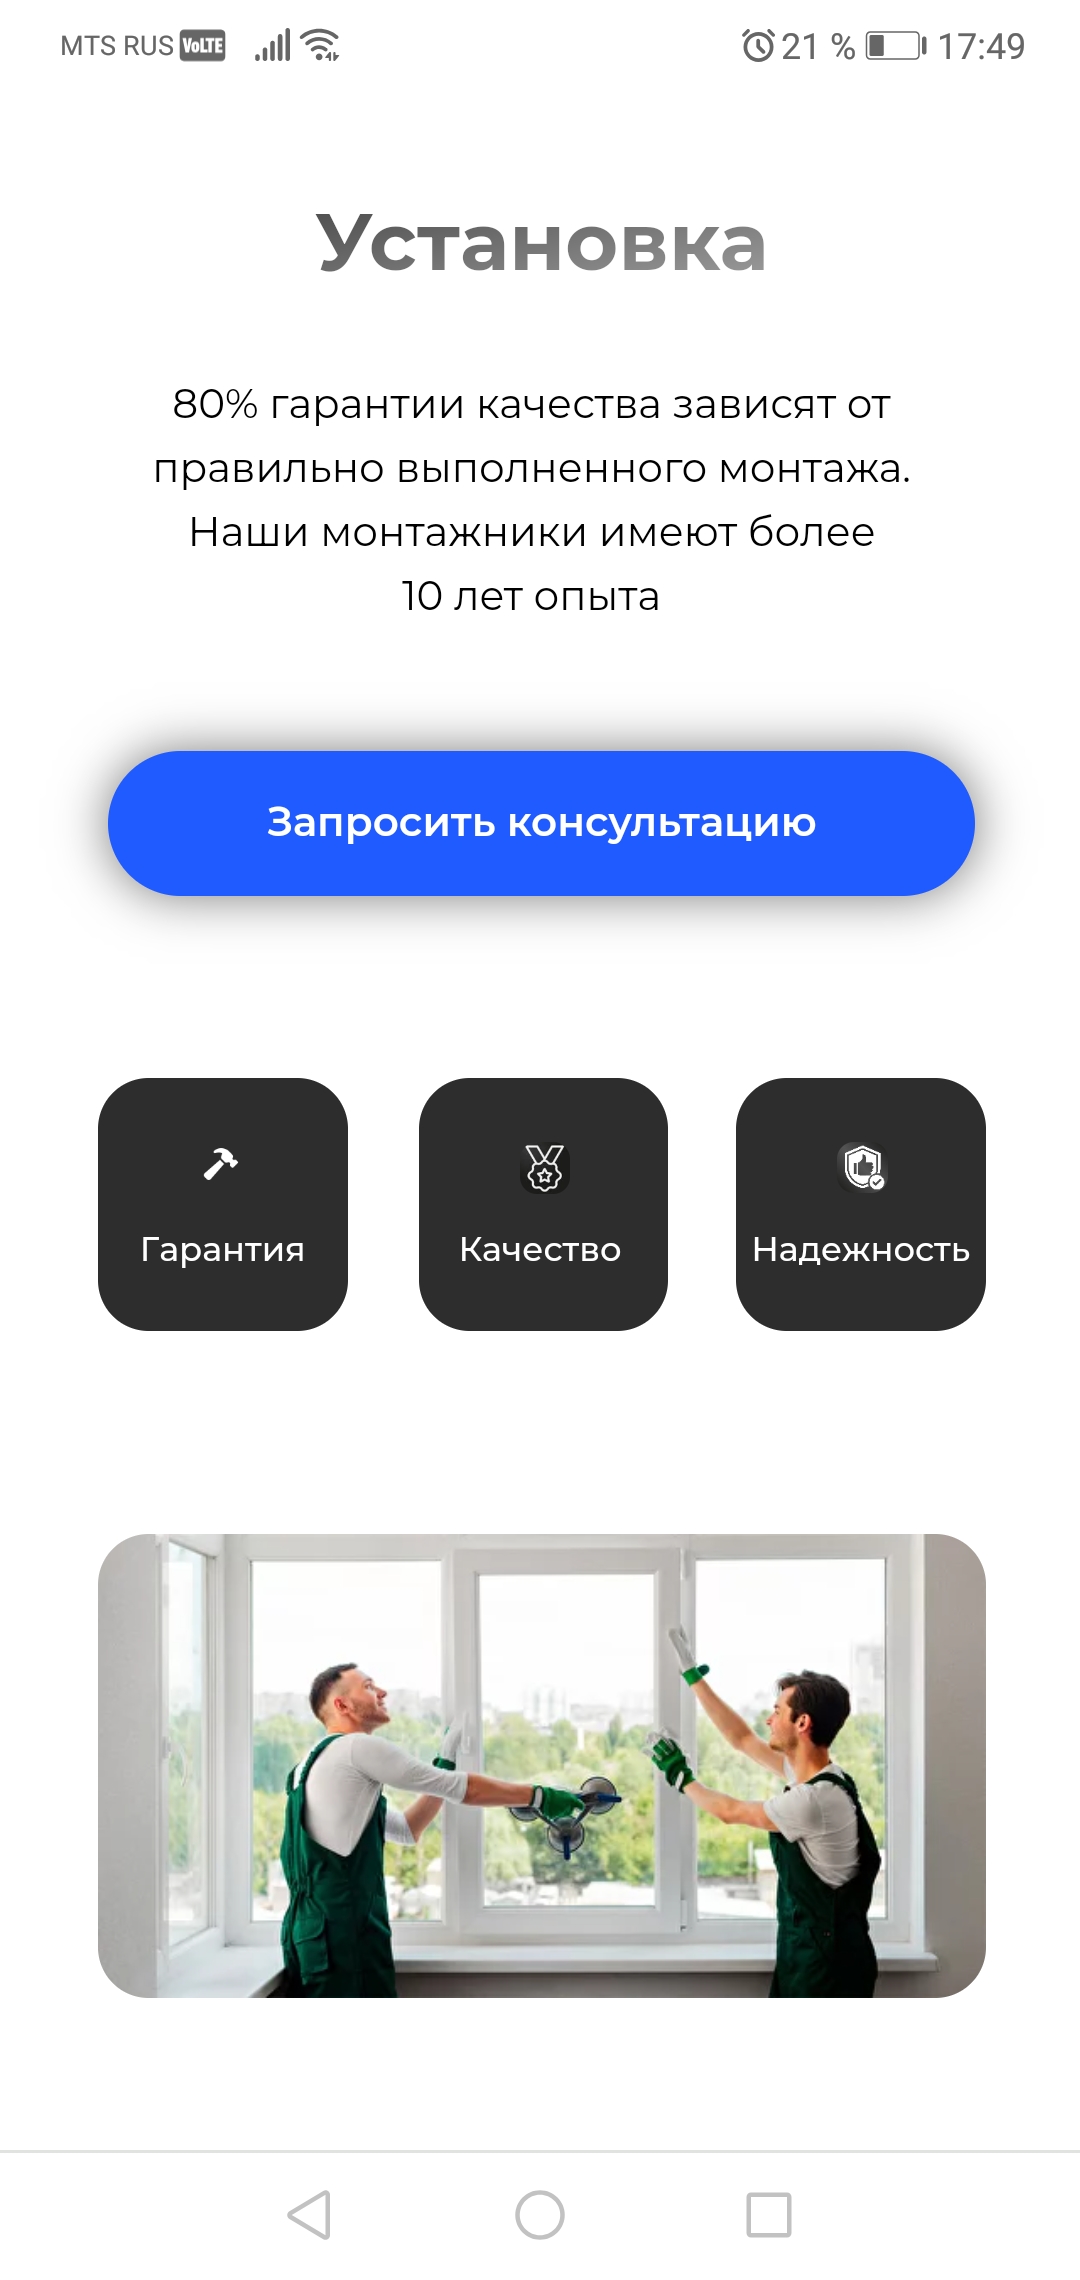 MTS RUS VoLTE 21 % 17:49
Установка
80% гарантии качества зависят от
правильно выполненного монтажа.
Наши монтажники имеют более
10 лет опыта
Запросить консультацию
Гарантия Качество Надежность